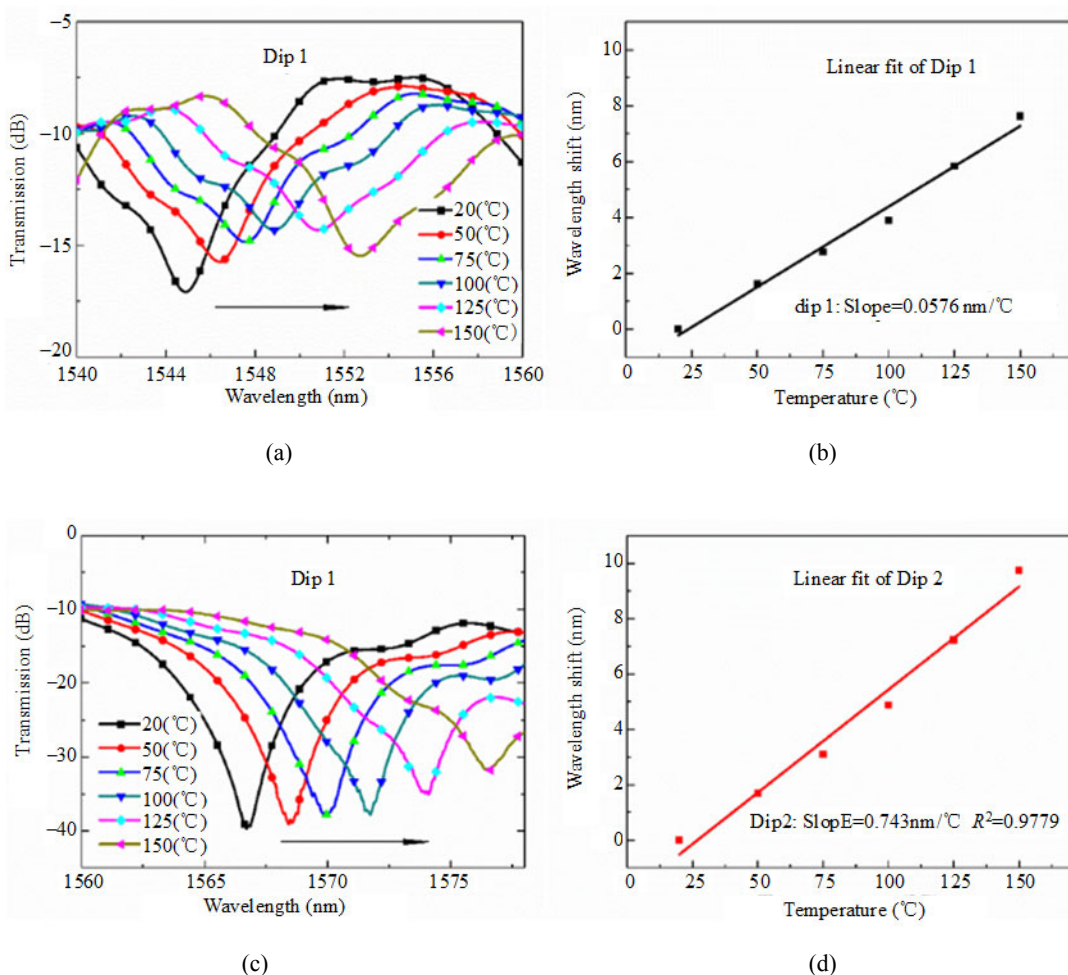 −5
−10
−15
−20
Transmission (dB)
Dip 1
20(℃)
50(℃)
75(℃)
100(℃)
125(℃)
150(℃)
1540 1544 1548 1552 1556 1560
Wavelength (nm)
(a)
10
8
6
4
2
0
Wavelength shift (nm)
Linear fit of Dip 1
dip 1: Slope=0.0576 nm/℃
0 25 50 75 100 125 150
Temperature (℃)
(b)
0
−10
−20
−30
−40
Transmission (dB)
Dip 1
20(℃)
50(℃)
75(℃)
100(℃)
125(℃)
150(℃)
1560 1565 1570 1575
Wavelength (nm)
(c)
10
8
6
4
2
0
Wavelength shift (nm)
Linear fit of Dip 2
Dip2: SlopE=0.743nm/℃ R²=0.9779
0 25 50 75 100 125 150
Temperature (℃)
(d)